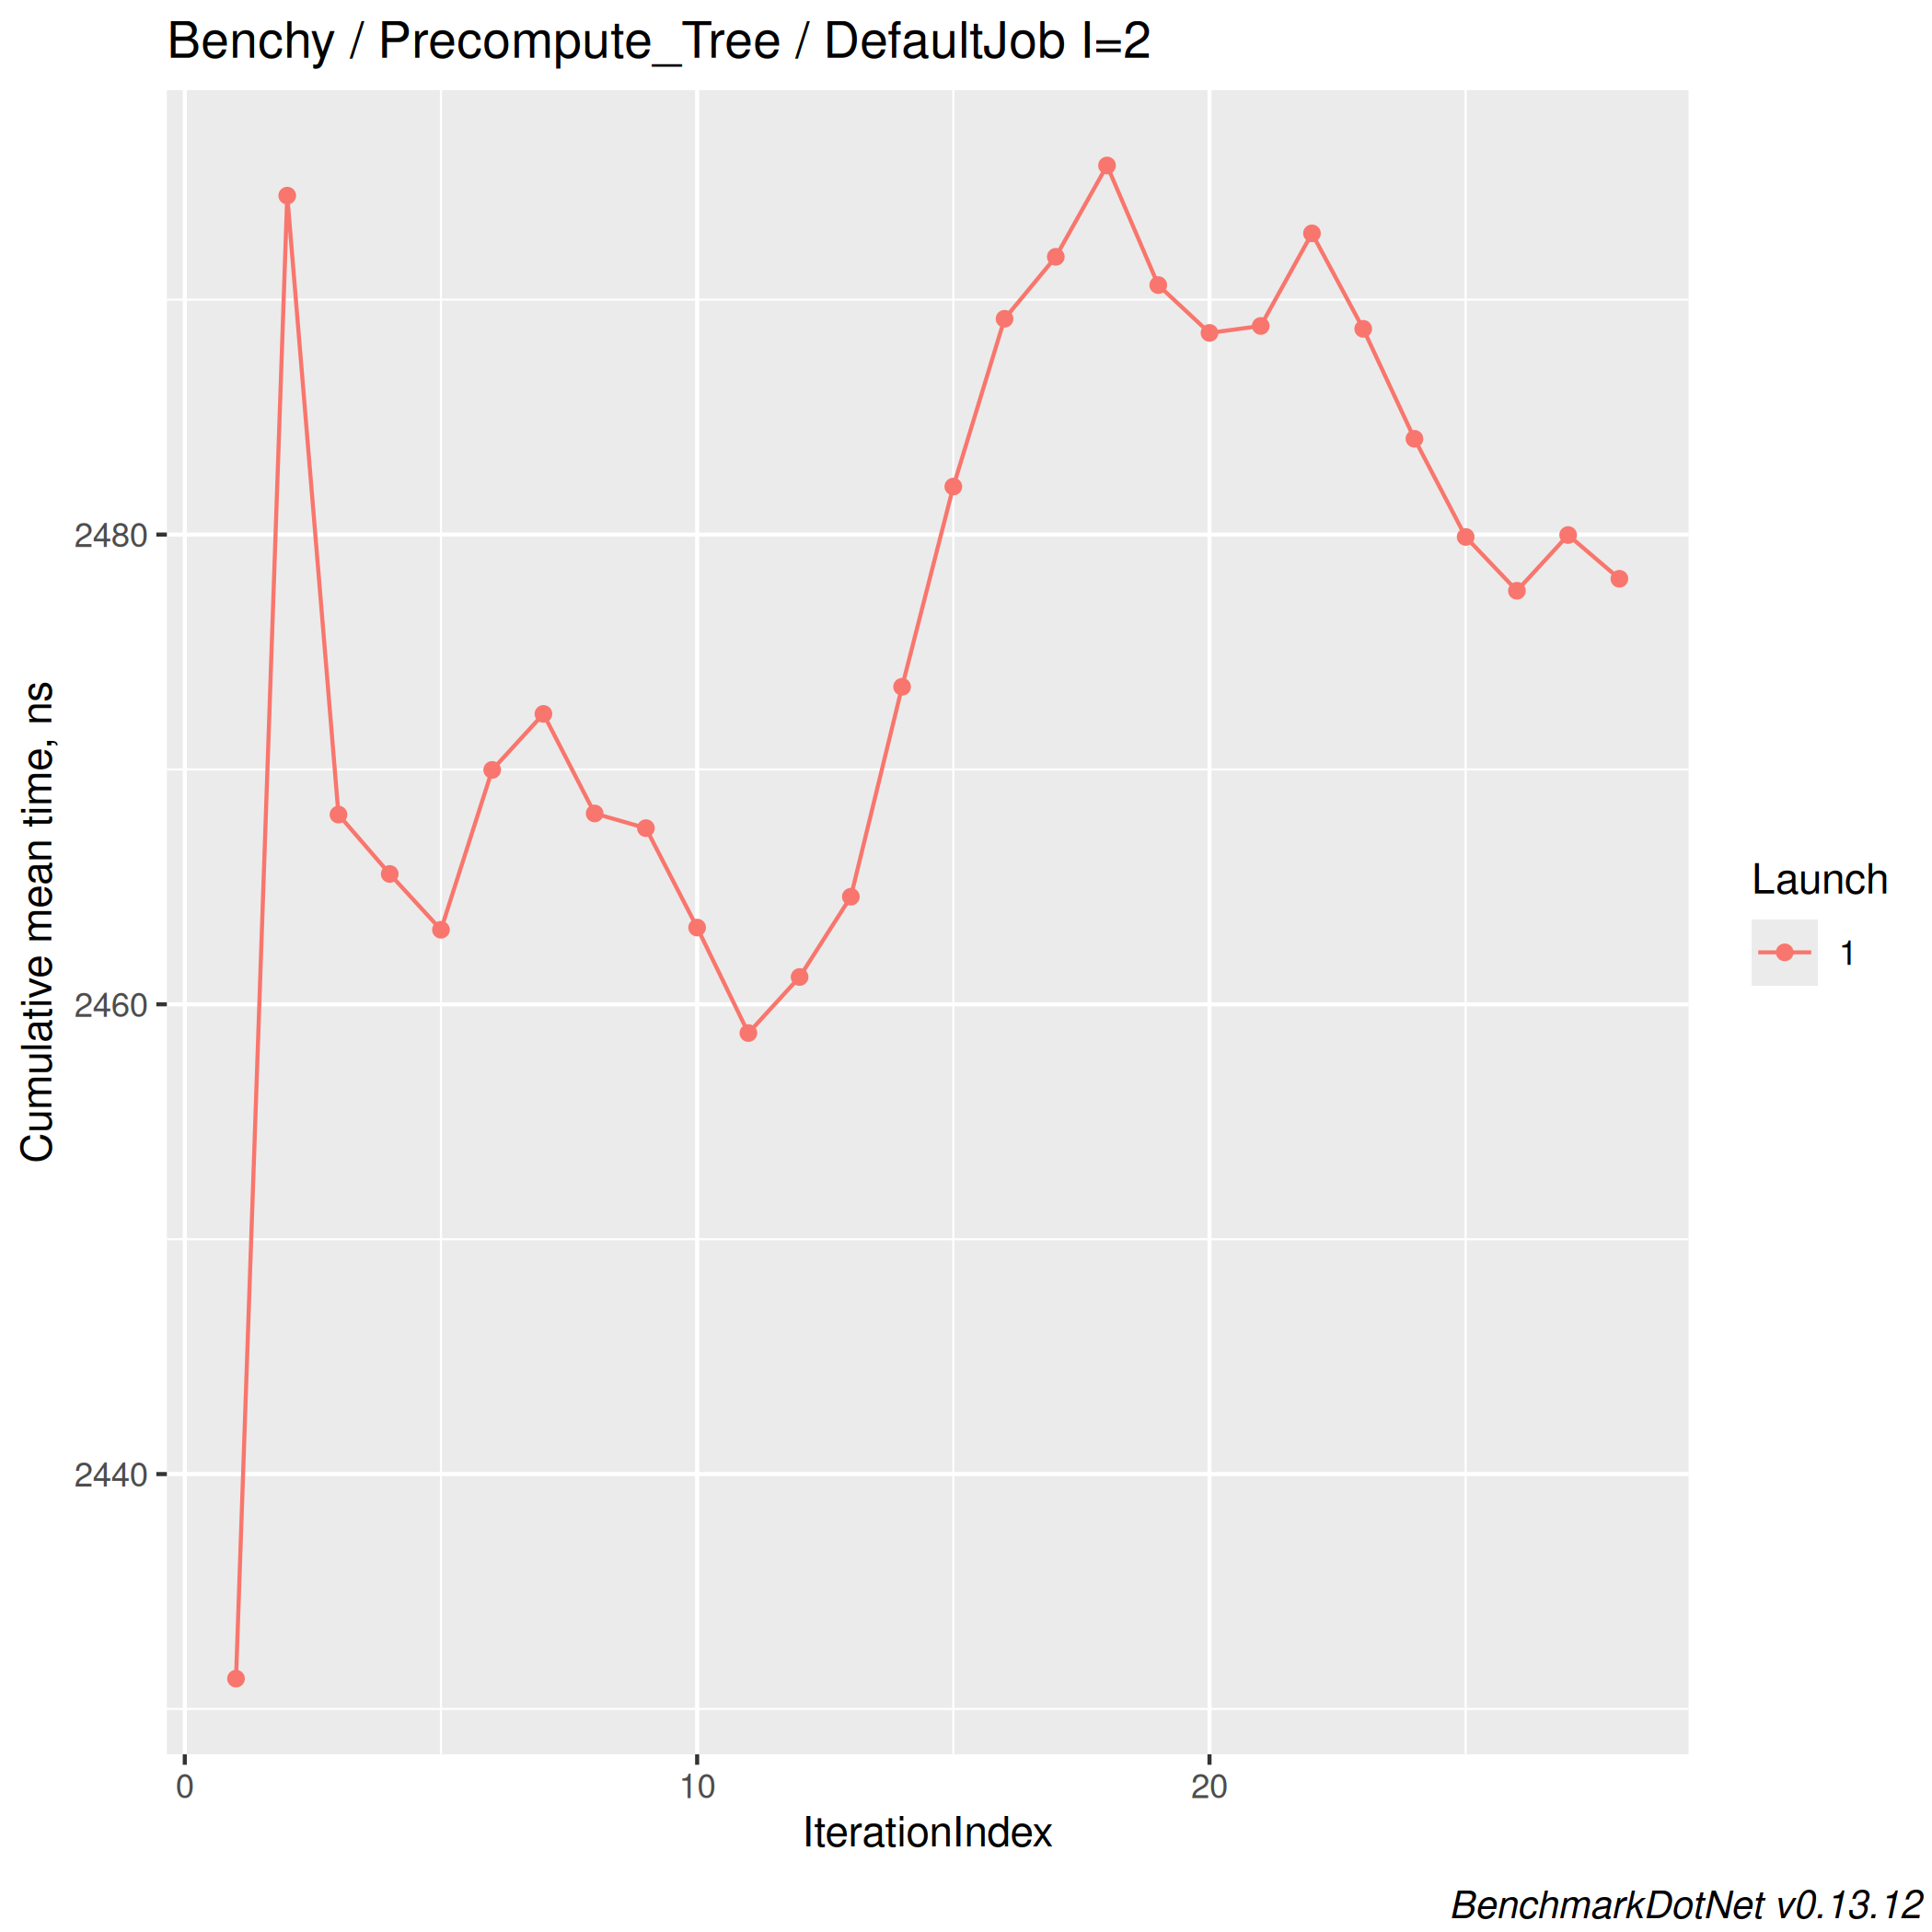 Benchy / Precompute_Tree / DefaultJob I=2
Cumulative mean time, ns
2480
2460
2440
0 10 20
IterationIndex
Launch
1
BenchmarkDotNet v0.13.12